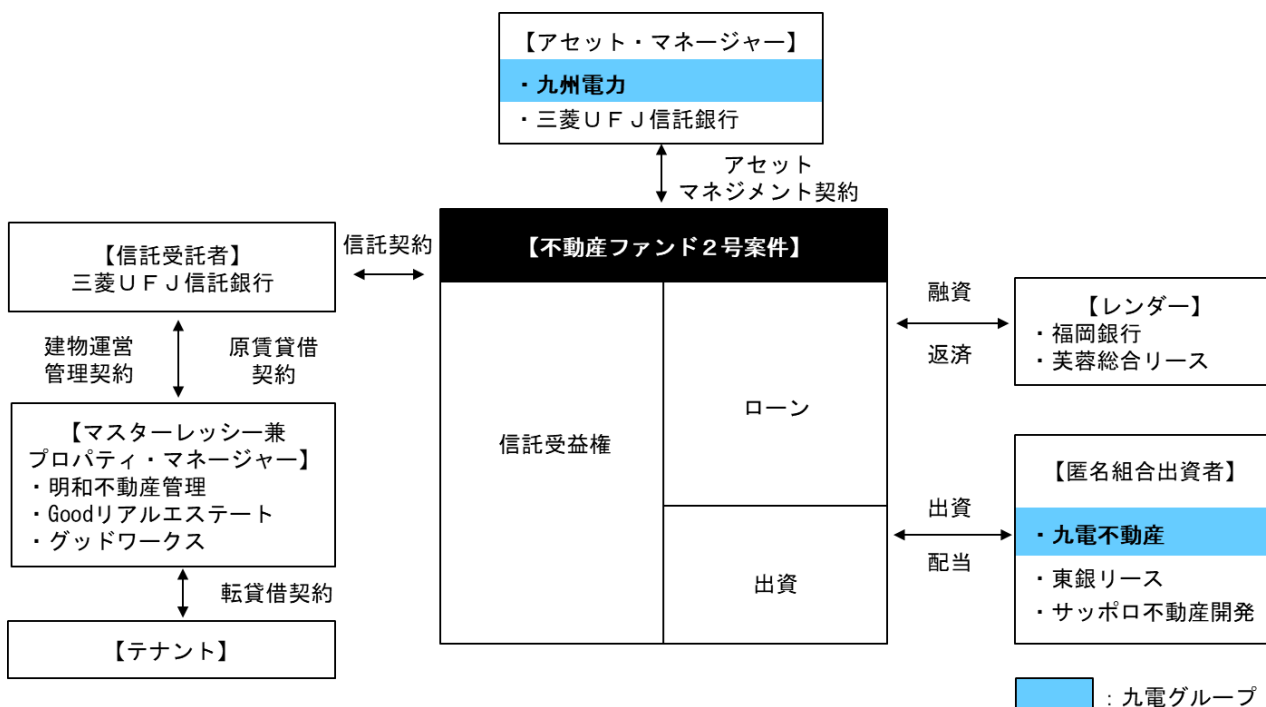 【アセット・マネージャー】
・九州電力
・三菱ＵＦＪ信託銀行
アセット
マネジメント契約
【信託受託者】
三菱ＵＦＪ信託銀行
信託契約
【不動産ファンド２号案件】
建物運営
管理契約
原賃貸借
契約
【マスターレッシー兼
プロパティ・マネージャー】
・明和不動産管理
・Goodリアルエステート
・グッドワークス
転貸借契約
【テナント】
信託受益権
ローン
出資
融資
返済
【レンダー】
・福岡銀行
・芙蓉総合リース
出資
配当
【匿名組合出資者】
・九電不動産
・東銀リース
・サッポロ不動産開発
：九電グループ